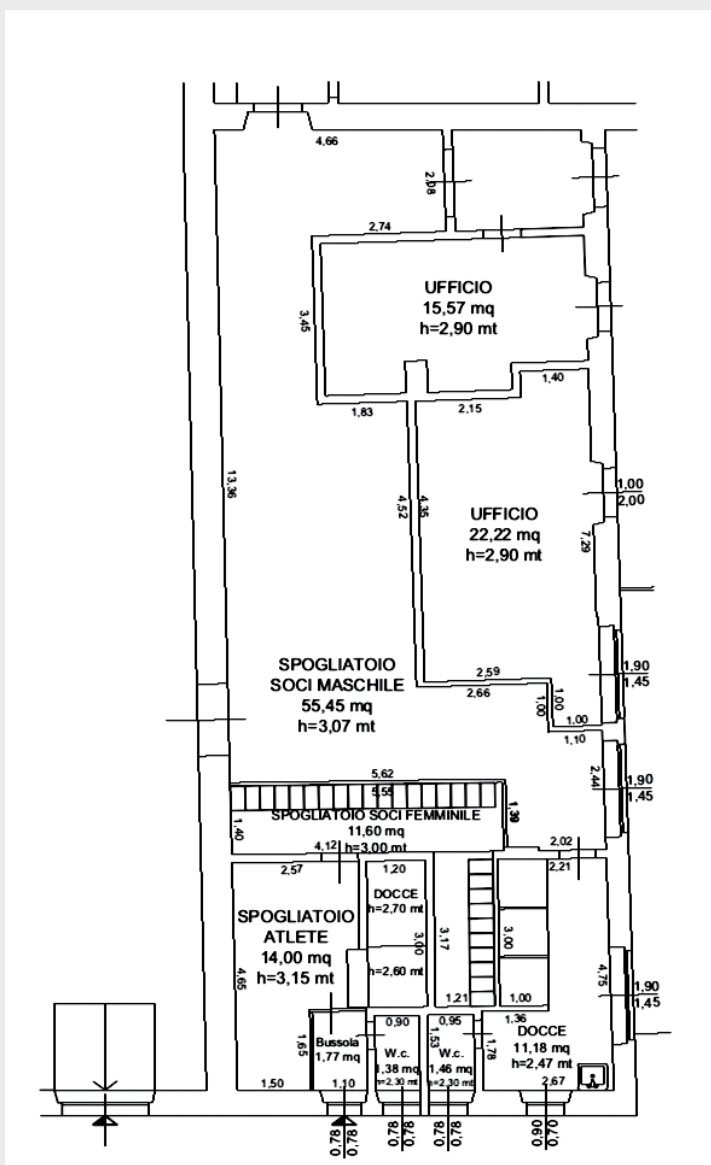 4,66
2,08
2,74
UFFICIO
15,57 mq
h=2,90 mt
3,45
1,40
1,83
2,15
13,36
4,52
4,35
1,00
2,00
UFFICIO
22,22 mq
h=2,90 mt
7,29
SPOGLIATOIO
SOCI MASCHILE
55,45 mq
h=3,07 mt
2,59
2,66
1,00
1,00
1,00
1,10
1,90
1,45
2,44
1,90
1,45
5,62
5,55
1,39
1,40
SPOGLIATOIO SOCI FEMMINILE
11,60 mq
h=3,00 mt
4,12
2,02
2,21
2,57
1,20
DOCCE
h=2,70 mt
SPOGLIATOIO
ATLETE
14,00 mq
h=3,15 mt
4,65
3,00
3,17
3,00
4,75
h=2,60 mt
1,21
1,00
1,90
1,45
1,36
0,90
0,95
1,53
1,78
1,65
Bussola
1,77 mq
W.c.
1,38 mq
h=2,30 mt
W.c.
1,46 mq
h=2,30 mt
DOCCE
11,18 mq
h=2,47 mt
1,50
1,10
2,67
0,78
0,78
0,78
0,78
0,78
0,78
0,90
0,70